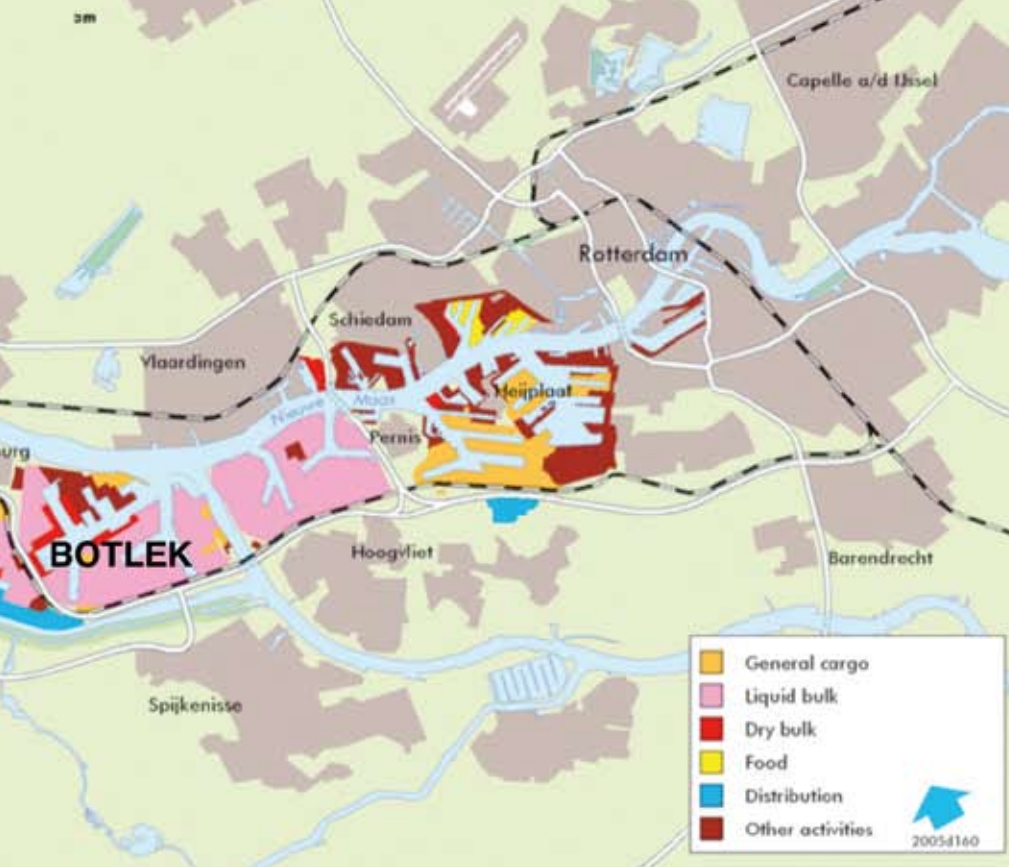 Capelle a/d IJssel
Rotterdam
Schiedam
Vlaardingen
Heijplaat
Nieuwe Maas
Pernis
BOTLEK
Hoogvliet
Barendrecht
Spijkenisse
General cargo
Liquid bulk
Dry bulk
Food
Distribution
Other activities
2005d160